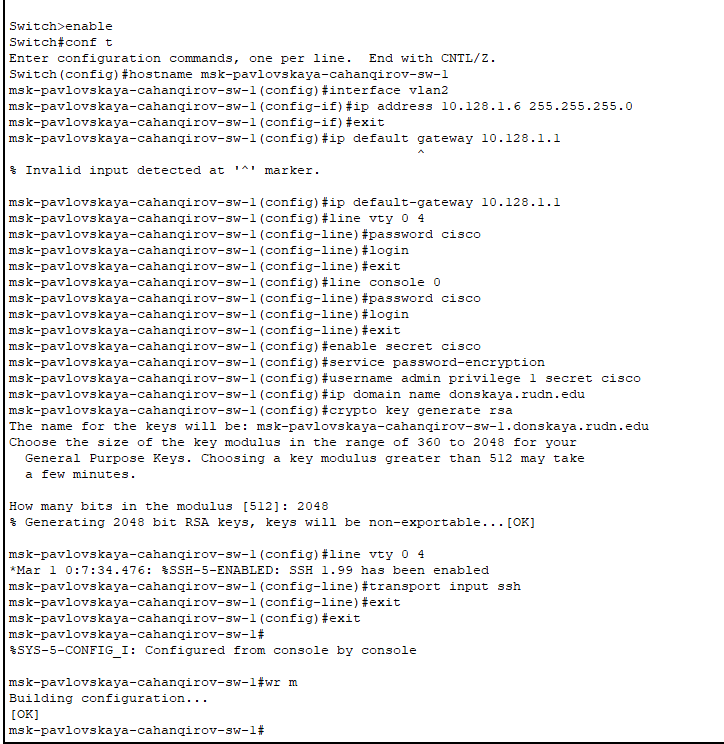 Switch>enable
Switch#conf t
Enter configuration commands, one per line.  End with CNTL/Z.
Switch(config)#hostname msk-pavlovskaya-cahanqirov-sw-1
msk-pavlovskaya-cahanqirov-sw-1(config)#interface vlan2
msk-pavlovskaya-cahanqirov-sw-1(config-if)#ip address 10.128.1.6 255.255.255.0
msk-pavlovskaya-cahanqirov-sw-1(config-if)#exit
msk-pavlovskaya-cahanqirov-sw-1(config)#ip default gateway 10.128.1.1
^
% Invalid input detected at '^' marker.
msk-pavlovskaya-cahanqirov-sw-1(config)#ip default-gateway 10.128.1.1
msk-pavlovskaya-cahanqirov-sw-1(config)#line vty 0 4
msk-pavlovskaya-cahanqirov-sw-1(config-line)#password cisco
msk-pavlovskaya-cahanqirov-sw-1(config-line)#login
msk-pavlovskaya-cahanqirov-sw-1(config-line)#exit
msk-pavlovskaya-cahanqirov-sw-1(config)#line console 0
msk-pavlovskaya-cahanqirov-sw-1(config-line)#password cisco
msk-pavlovskaya-cahanqirov-sw-1(config-line)#login
msk-pavlovskaya-cahanqirov-sw-1(config-line)#exit
msk-pavlovskaya-cahanqirov-sw-1(config)#enable secret cisco
msk-pavlovskaya-cahanqirov-sw-1(config)#service password-encryption
msk-pavlovskaya-cahanqirov-sw-1(config)#username admin privilege 1 secret cisco
msk-pavlovskaya-cahanqirov-sw-1(config)#ip domain name donskaya.rudn.edu
msk-pavlovskaya-cahanqirov-sw-1(config)#crypto key generate rsa
The name for the keys will be: msk-pavlovskaya-cahanqirov-sw-1.donskaya.rudn.edu
Choose the size of the key modulus in the range of 360 to 2048 for your
  General Purpose Keys. Choosing a key modulus greater than 512 may take
  a few minutes.
How many bits in the modulus [512]: 2048
% Generating 2048 bit RSA keys, keys will be non-exportable...[OK]
msk-pavlovskaya-cahanqirov-sw-1(config)#line vty 0 4
*Mar 1 0:7:34.476: %SSH-5-ENABLED: SSH 1.99 has been enabled
msk-pavlovskaya-cahanqirov-sw-1(config-line)#transport input ssh
msk-pavlovskaya-cahanqirov-sw-1(config-line)#exit
msk-pavlovskaya-cahanqirov-sw-1(config)#exit
msk-pavlovskaya-cahanqirov-sw-1#
%SYS-5-CONFIG_I: Configured from console by console
msk-pavlovskaya-cahanqirov-sw-1#wr m
Building configuration...
[OK]
msk-pavlovskaya-cahanqirov-sw-1#